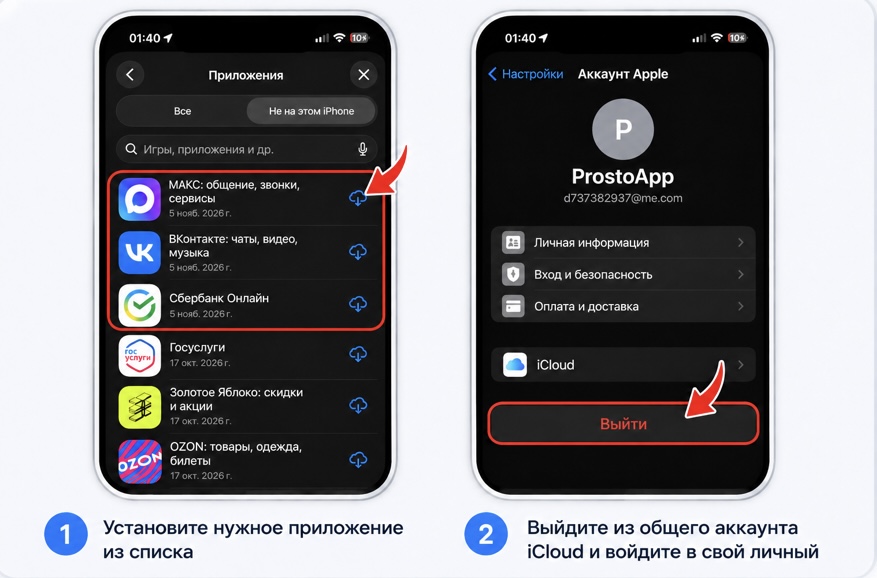 01:40
10%
Приложения
Все
Не на этом iPhone
Игры, приложения и др.
МАКС: общение, звонки,
сервисы
5 нояб. 2026 г.
ВКонтакте: чаты, видео,
музыка
5 нояб. 2026 г.
Сбербанк Онлайн
5 нояб. 2026 г.
гос
услуги
Госуслуги
17 окт. 2026 г.
Золотое Яблоко: скидки
и акции
17 окт. 2026 г.
OZON
OZON: товары, одежда,
билеты
17 окт. 2026 г.
1
Установите нужное приложение
из списка
01:40
10%
Настройки
Аккаунт Apple
P
ProstoApp
d737382937@me.com
Личная информация
Вход и безопасность
Оплата и доставка
iCloud
Выйти
2
Выйдите из общего аккаунта
iCloud и войдите в свой личный